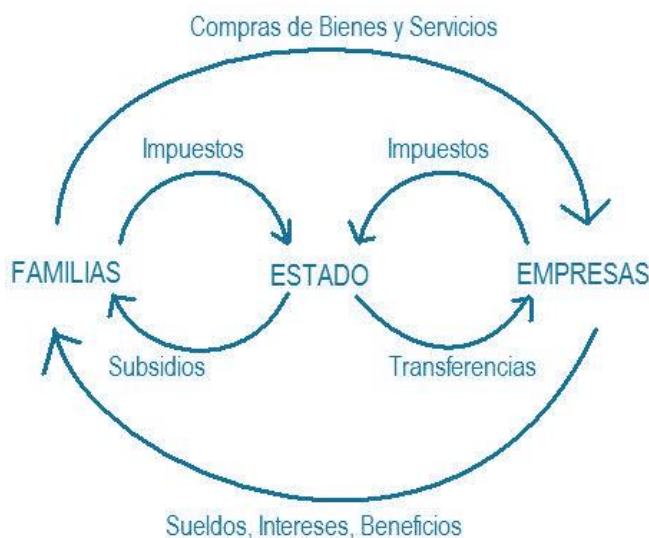 Compras de Bienes y Servicios
Impuestos
Impuestos
FAMILIAS
ESTADO
EMPRESAS
Subsidios
Transferencias
Sueldos, Intereses, Beneficios